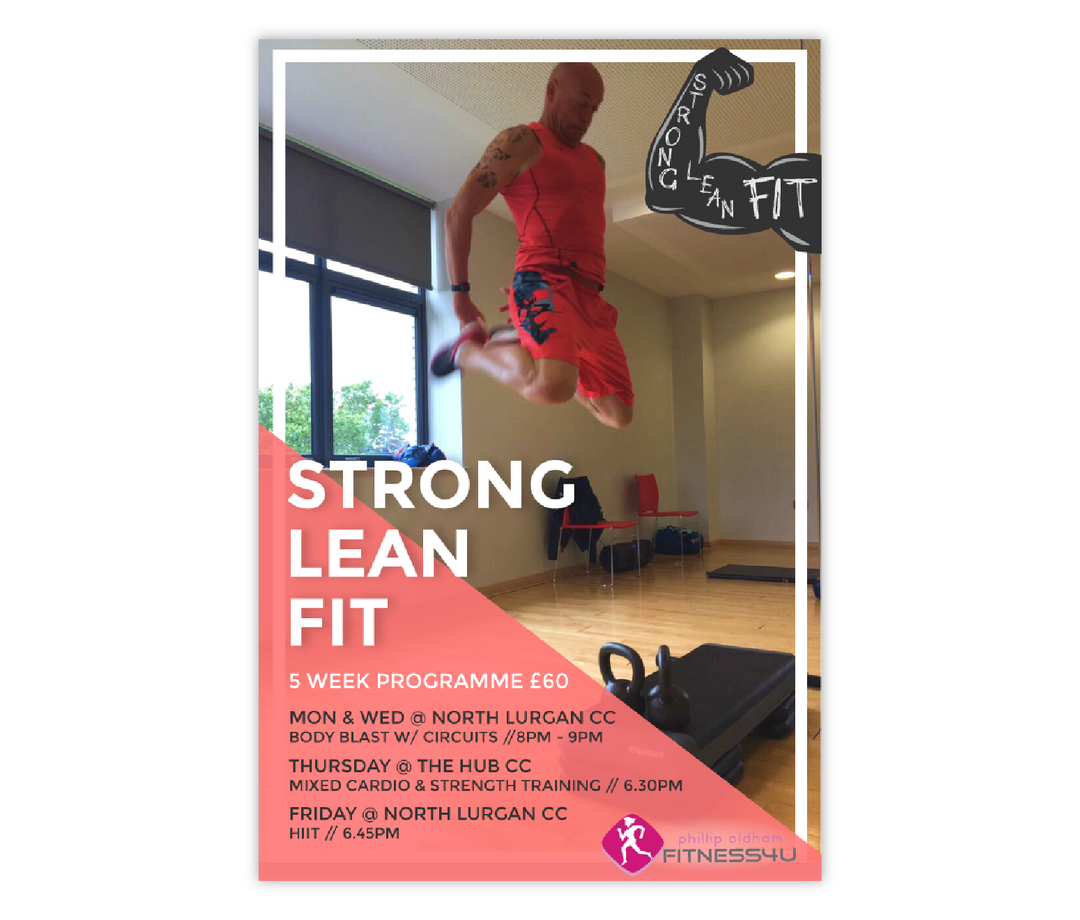 STRONG
LEAN
FIT
STRONG
LEAN
FIT
5 WEEK PROGRAMME £60
MON & WED @ NORTH LURGAN CC
BODY BLAST W/ CIRCUITS //8PM - 9PM
THURSDAY @ THE HUB CC
MIXED CARDIO & STRENGTH TRAINING // 6.30PM
FRIDAY @ NORTH LURGAN CC
HIIT // 6.45PM
phillip oldham
FITNESS4U